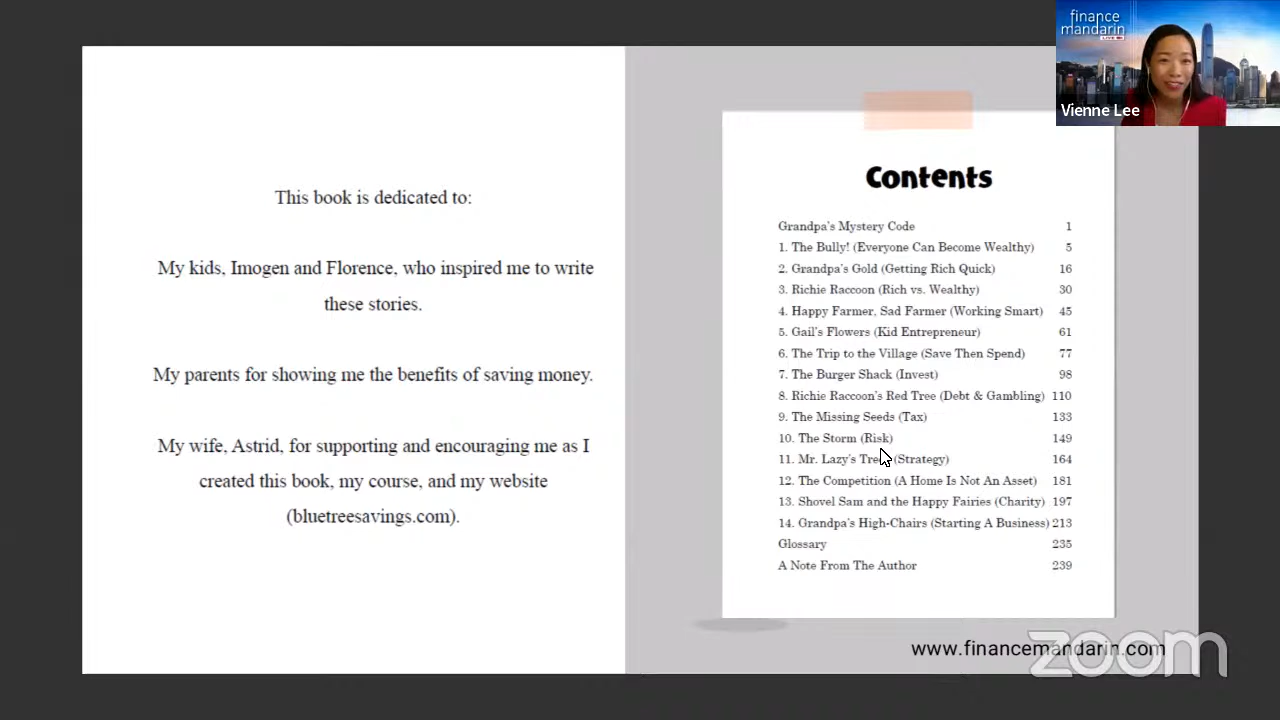 finance
mandarin
LIVE
Vienne Lee
This book is dedicated to:
My kids, Imogen and Florence, who inspired me to write
these stories.
My parents for showing me the benefits of saving money.
My wife, Astrid, for supporting and encouraging me as I
created this book, my course, and my website
(bluetreesavings.com).
Contents
Grandpa's Mystery Code 1
1. The Bully! (Everyone Can Become Wealthy) 5
2. Grandpa's Gold (Getting Rich Quick) 16
3. Richie Raccoon (Rich vs. Wealthy) 30
4. Happy Farmer, Sad Farmer (Working Smart) 45
5. Gail's Flowers (Kid Entrepreneur) 61
6. The Trip to the Village (Save Then Spend) 77
7. The Burger Shack (Invest) 98
8. Richie Raccoon's Red Tree (Debt & Gambling) 110
9. The Missing Seeds (Tax) 133
10. The Storm (Risk) 149
11. Mr. Lazy's (Strategy) 164
12. The Competition (A Home Is Not An Asset) 181
13. Shovel Sam and the Happy Fairies (Charity) 197
14. Grandpa's High-Chairs (Starting A Business) 213
Glossary 235
A Note From The Author 239
www.financemandarin.com
zoom